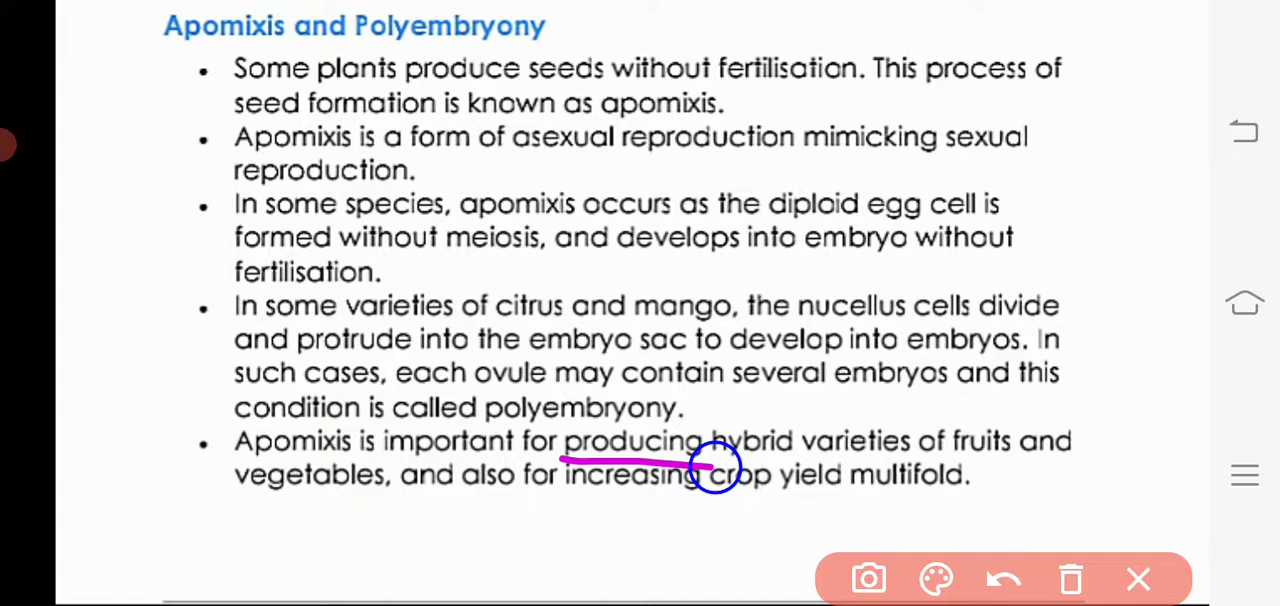 Apomixis and Polyembryony
• Some plants produce seeds without fertilisation. This process of
seed formation is known as apomixis.
• Apomixis is a form of asexual reproduction mimicking sexual
reproduction.
• In some species, apomixis occurs as the diploid egg cell is
formed without meiosis, and develops into embryo without
fertilisation.
• In some varieties of citrus and mango, the nucellus cells divide
and protrude into the embryo sac to develop into embryos. In
such cases, each ovule may contain several embryos and this
condition is called polyembryony.
• Apomixis is important for producing hybrid varieties of fruits and
vegetables, and also for increasing crop yield multifold.